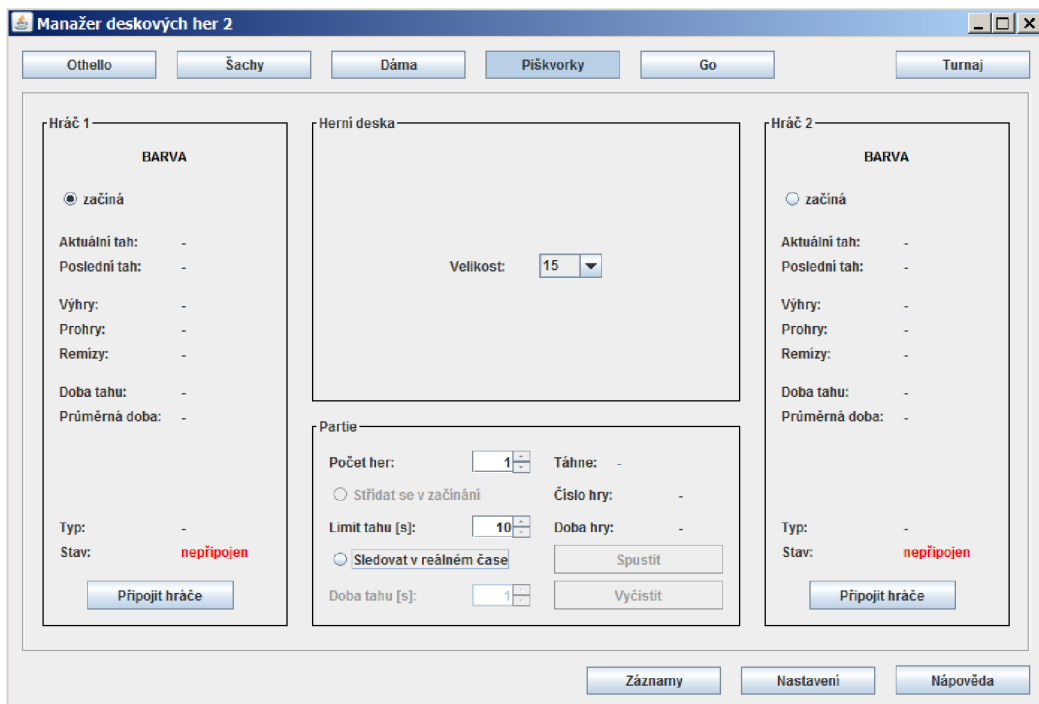 Manažer deskových her 2
Othello Šachy Dáma Piškvorky Go Turnaj
Hráč 1
BARVA
začíná
Aktuální tah: -
Poslední tah: -
Výhry: -
Prohry: -
Remízy: -
Doba tahu: -
Průměrná doba: -
Typ: -
Stav: nepřipojen
Připojit hráče
Herní deska
Velikost: 15
Partie
Počet her: 1 Táhne: -
Střídat se v začínání Číslo hry: -
Limit tahu [s]: 10 Doba hry: -
Sledovat v reálném čase Spustit
Doba tahu [s]: 1 Vyčistit
Hráč 2
BARVA
začíná
Aktuální tah: -
Poslední tah: -
Výhry: -
Prohry: -
Remízy: -
Doba tahu: -
Průměrná doba: -
Typ: -
Stav: nepřipojen
Připojit hráče
Záznamy Nastavení Nápověda